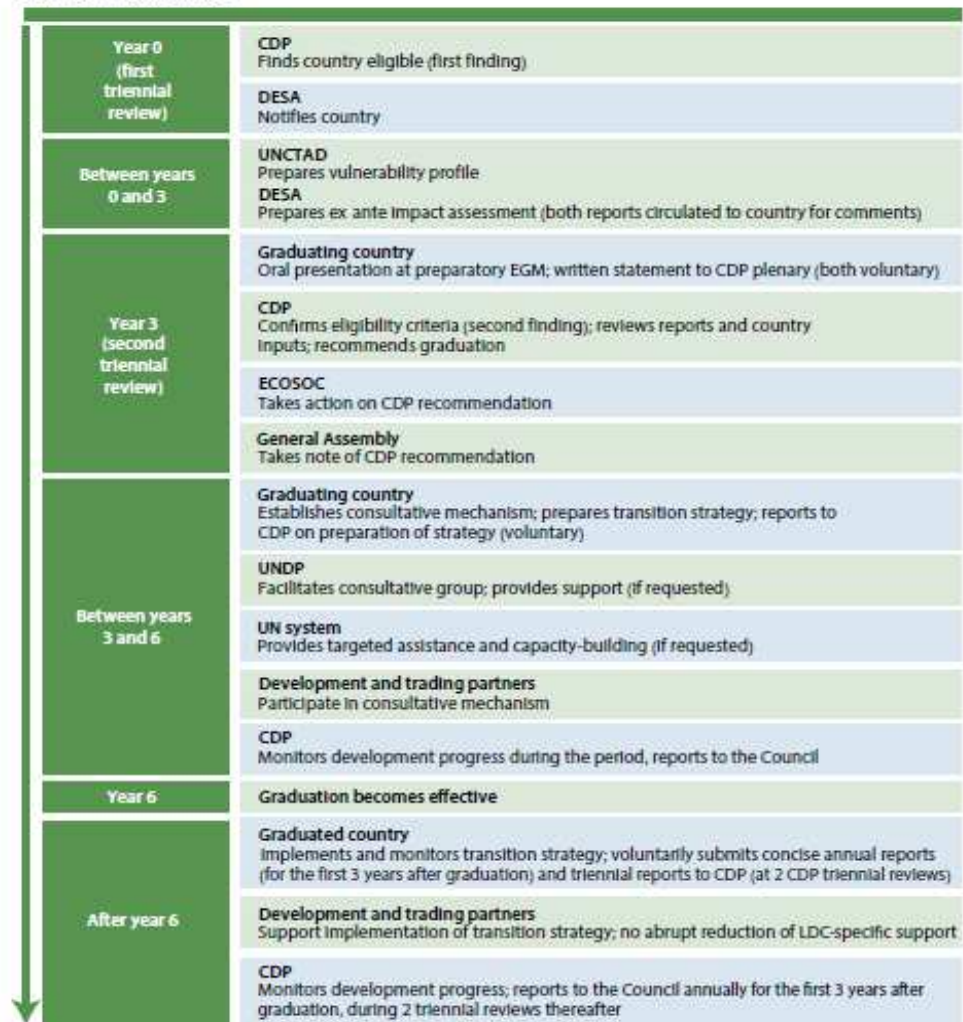 Year 0
(first
triennial
review)
CDP
Finds country eligible (first finding)
DESA
Notifies country
Between years
0 and 3
UNCTAD
Prepares vulnerability profile
DESA
Prepares ex ante impact assessment (both reports circulated to country for comments)
Year 3
(second
triennial
review)
Graduating country
Oral presentation at preparatory EGM; written statement to CDP plenary (both voluntary)
CDP
Confirms eligibility criteria (second finding); reviews reports and country
inputs; recommends graduation
ECOSOC
Takes action on CDP recommendation
General Assembly
Takes note of CDP recommendation
Between years
3 and 6
Graduating country
Establishes consultative mechanism; prepares transition strategy; reports to
CDP on preparation of strategy (voluntary)
UNDP
Facilitates consultative group; provides support (if requested)
UN system
Provides targeted assistance and capacity-building (if requested)
Development and trading partners
Participate in consultative mechanism
CDP
Monitors development progress during the period, reports to the Council
Year 6
Graduation becomes effective
After year 6
Graduated country
Implements and monitors transition strategy; voluntarily submits concise annual reports
(for the first 3 years after graduation) and triennial reports to CDP (at 2 CDP triennial reviews)
Development and trading partners
Support implementation of transition strategy; no abrupt reduction of LDC-specific support
CDP
Monitors development progress; reports to the Council annually for the first 3 years after
graduation, during 2 triennial reviews thereafter